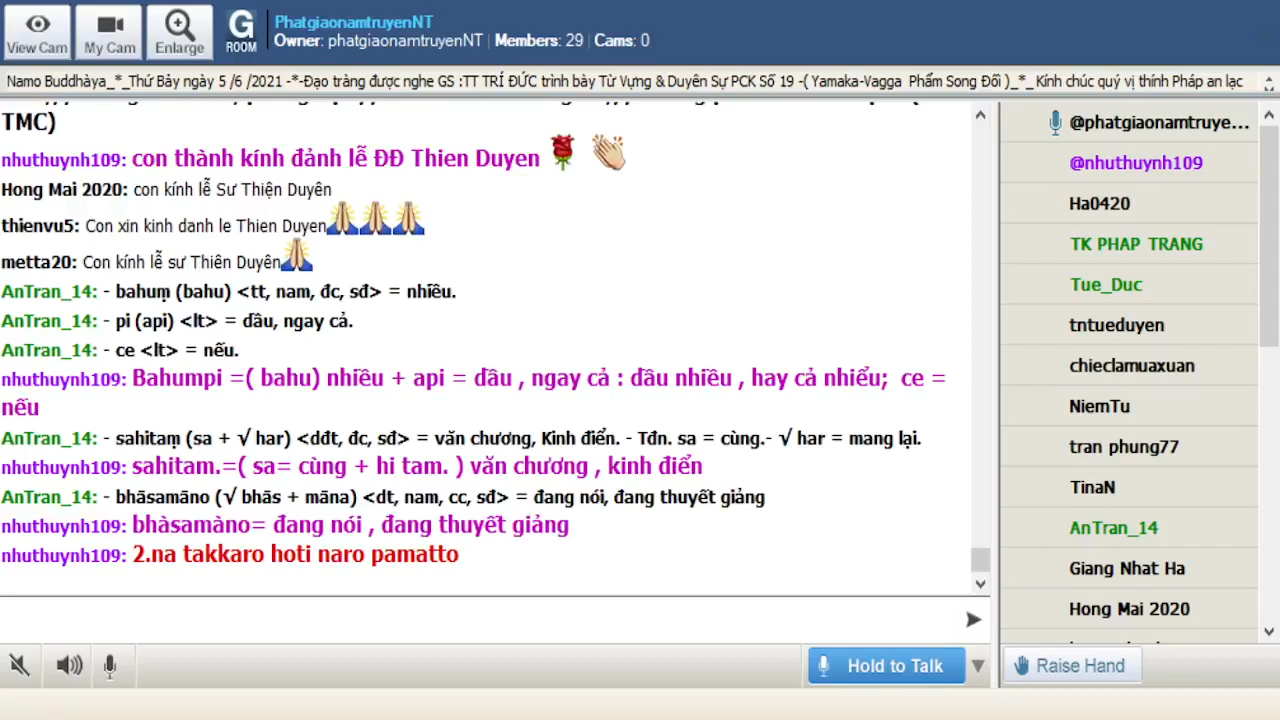 PhatgiaonamtruyenNT
Owner: phatgiaonamtruyenNT | Members: 29 | Cams: 0
View Cam
My Cam
Enlarge
G ROOM
Namo Buddhàya_*_Thứ Bảy ngày 5 /6 /2021 -*-Đạo tràng được nghe GS :TT TRÍ ĐỨC trình bày Từ Vựng & Duyên Sự PCK Số 19 -( Yamaka-Vagga Phẩm Song Đối )_*_ Kính chúc quý vị thính Pháp an lạc
TMC)
nhuthuynh109: con thành kính đảnh lễ ĐĐ Thien Duyen
Hong Mai 2020: con kính lễ Sư Thiện Duyên
thienvu5: Con xin kinh danh le Thien Duyen
metta20: Con kính lễ sư Thiên Duyên
AnTran_14: - bahuṃ (bahu) <tt, nam, đc, sđ> = nhiều.
AnTran_14: - pi (api) <lt> = dầu, ngay cả.
AnTran_14: - ce <lt> = nếu.
nhuthuynh109: Bahumpi =( bahu) nhiều + api = dầu , ngay cả : dầu nhiều , hay cả nhiểu; ce =
nếu
AnTran_14: - sahitaṃ (sa + √ har) <dđt, đc, sđ> = văn chương, Kinh điển. - Tđn. sa = cùng.- √ har = mang lại.
nhuthuynh109: sahitam.=( sa= cùng + hi tam. ) văn chương , kinh điển
AnTran_14: - bhāsamāno (√ bhās + māna) <dt, nam, cc, sđ> = đang nói, đang thuyết giảng
nhuthuynh109: bhàsamàno= đang nói , đang thuyết giảng
nhuthuynh109: 2.na takkaro hoti naro pamatto
@phatgiaonamtruye...
@nhuthuynh109
Ha0420
TK PHAP TRANG
Tue_Duc
tntueduyen
chieclamuaxuan
NiemTu
tran phung77
TinaN
AnTran_14
Giang Nhat Ha
Hong Mai 2020
Hold to Talk
Raise Hand